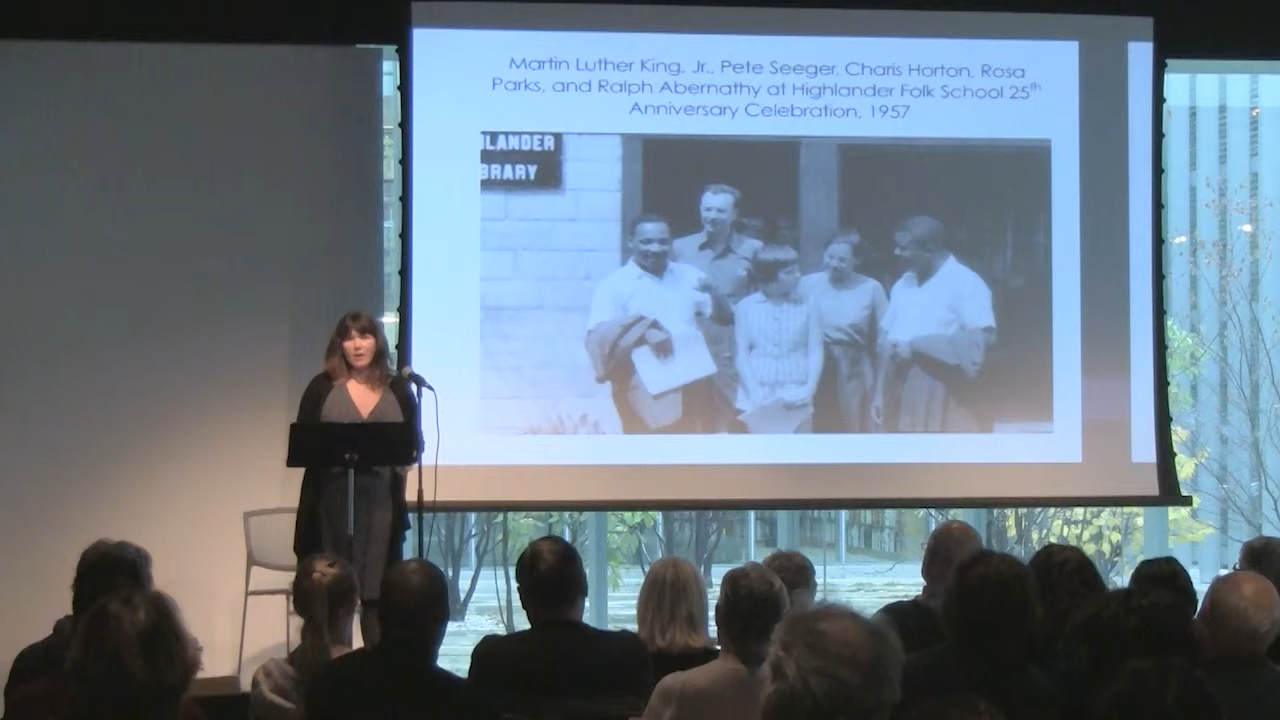 Martin Luther King, Jr., Pete Seeger, Charis Horton, Rosa
Parks, and Ralph Abernathy at Highlander Folk School 25th
Anniversary Celebration, 1957
LANDER
BRARY